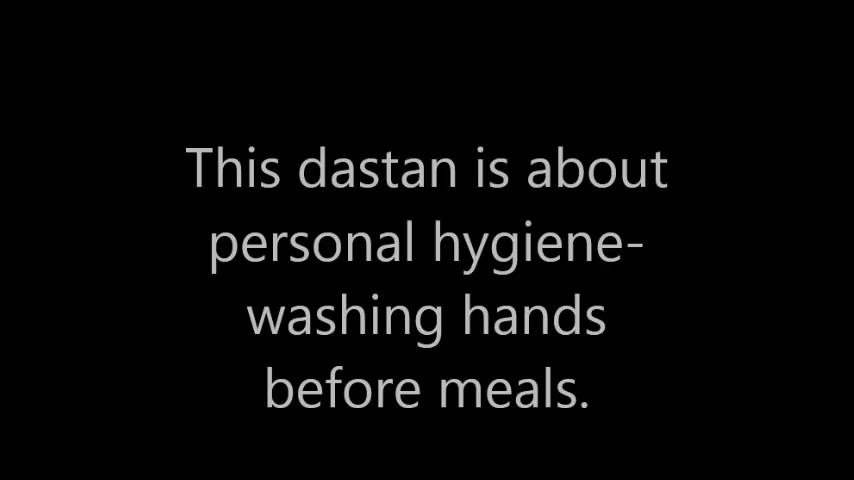 This dastan is about
personal hygiene-
washing hands
before meals.